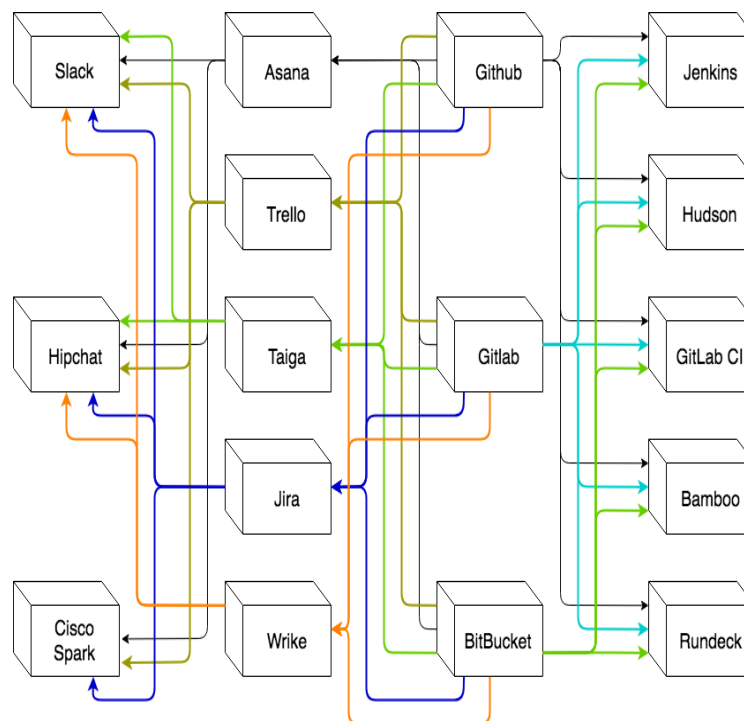 Slack
Asana
Github
Jenkins
Trello
Hudson
Hipchat
Taiga
Gitlab
GitLab CI
Jira
Bamboo
Cisco
Spark
Wrike
BitBucket
Rundeck